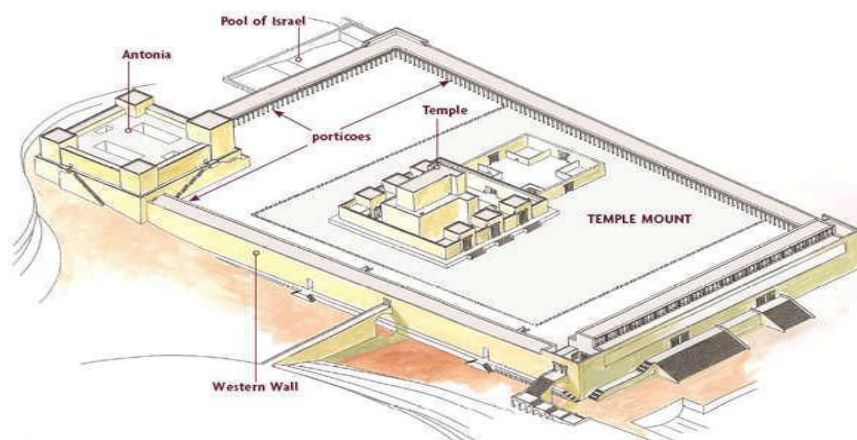 Pool of Israel
Antonia
Temple
porticoes
TEMPLE MOUNT
Western Wall